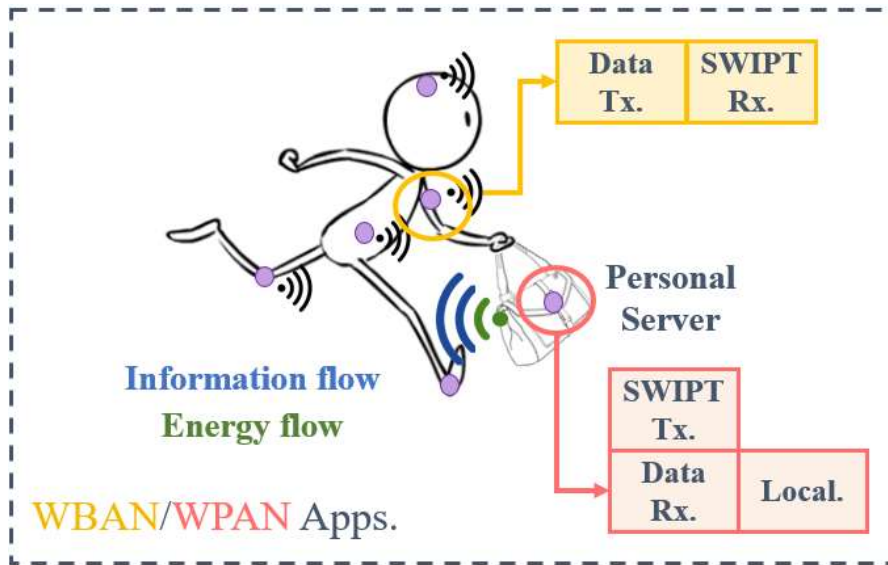 Data SWIPT
Tx. Rx.
Personal
Server
Information flow
Energy flow
SWIPT
Tx.
Data
Rx.
Local.
WBAN/WPAN Apps.